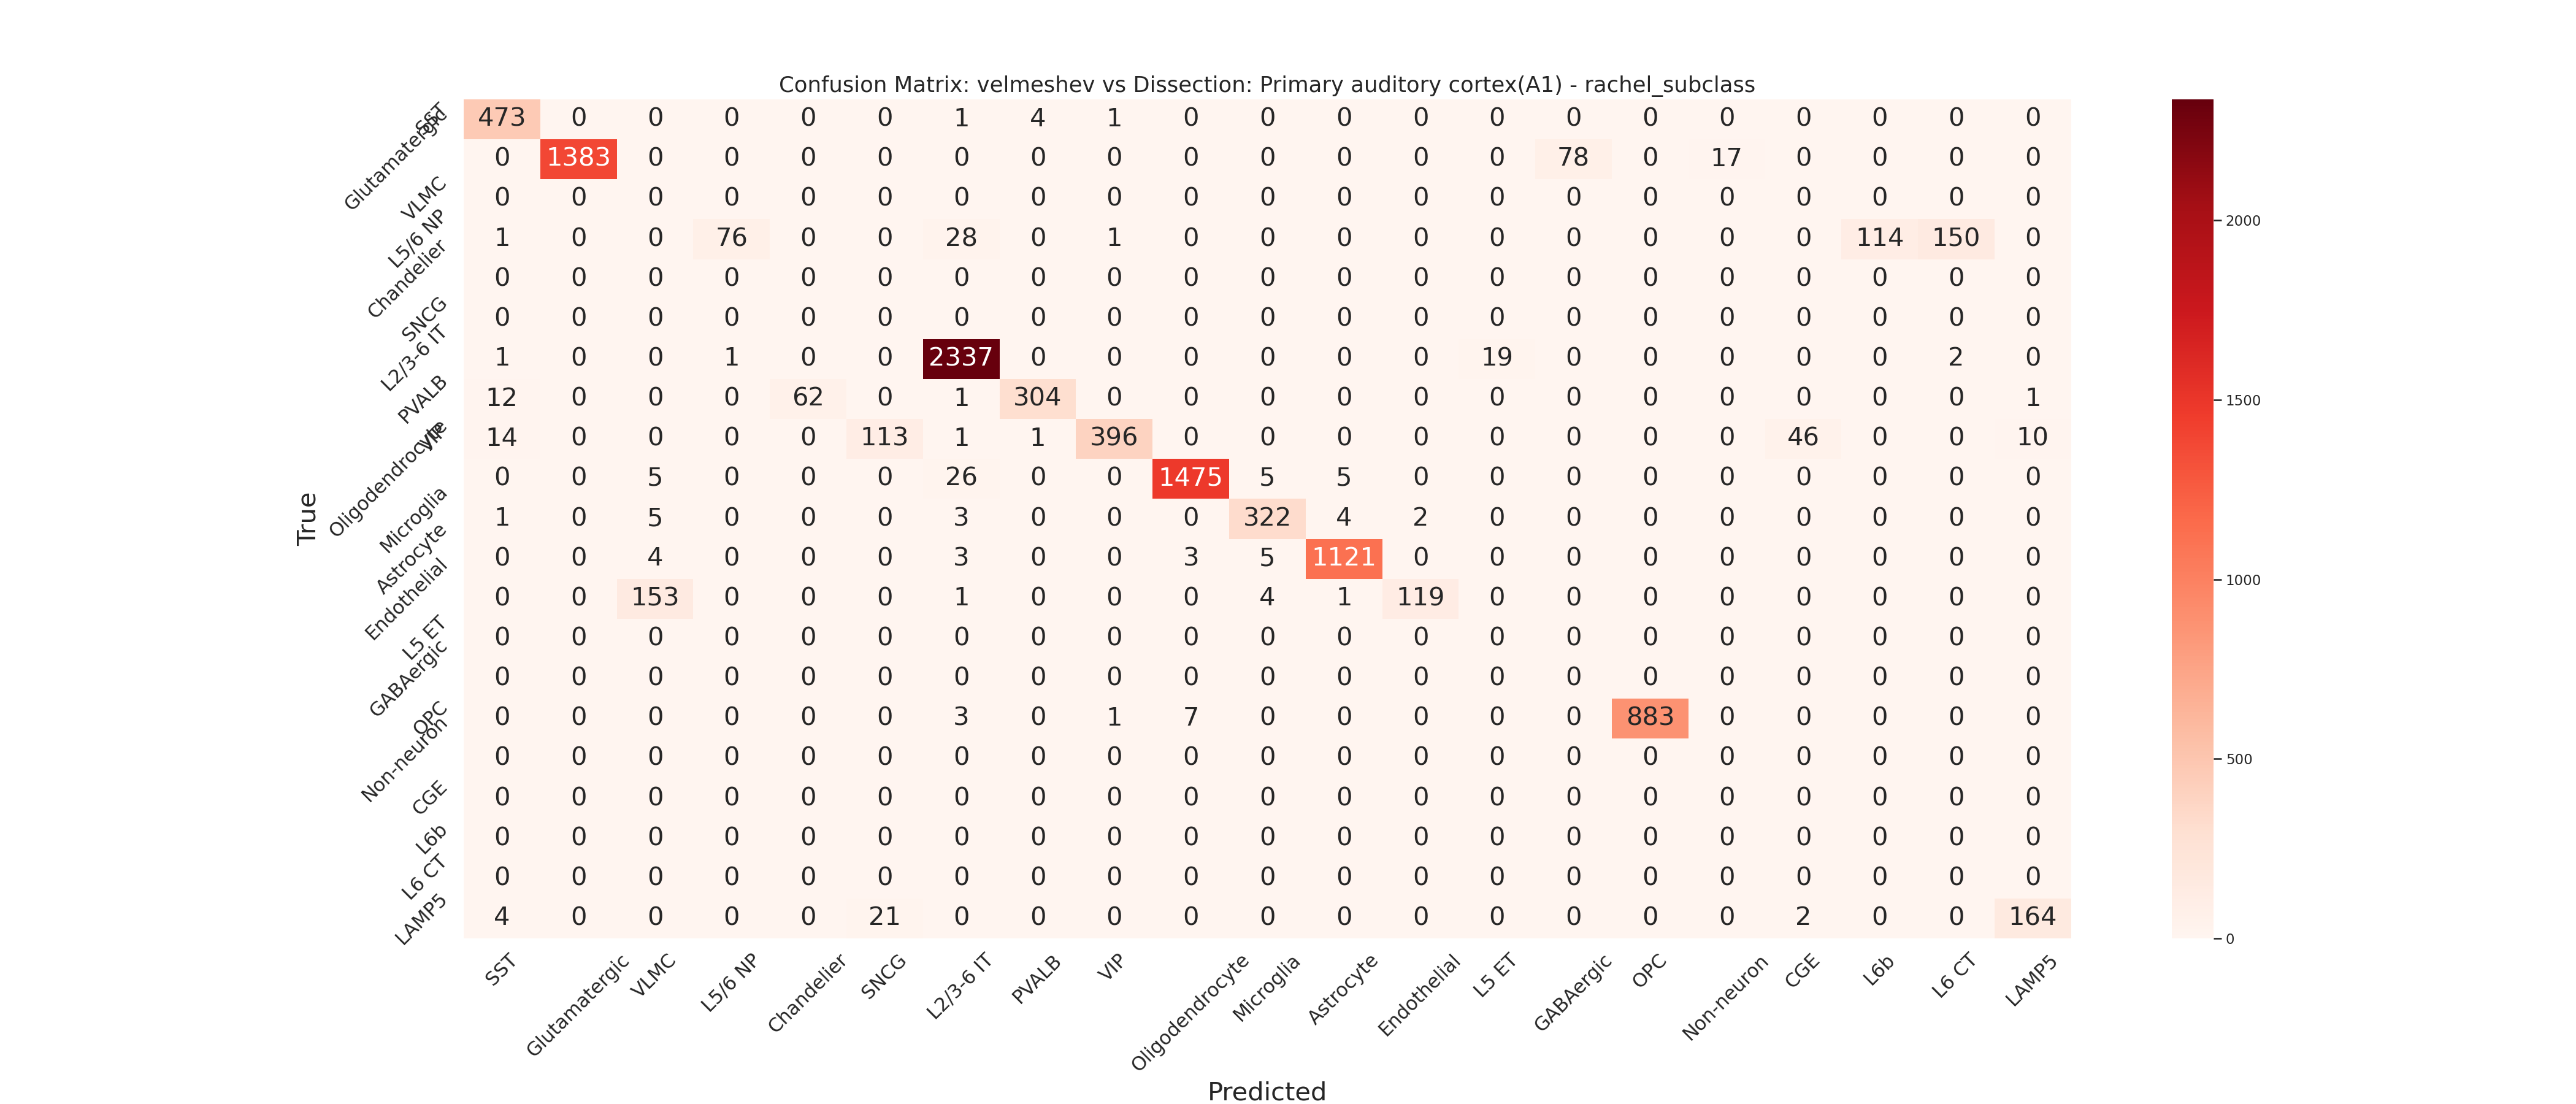 Confusion Matrix: velmeshev vs Dissection: Primary auditory cortex(A1) - rachel_subclass
True
SST 473 0 0 0 0 0 1 4 1 0 0 0 0 0 0 0 0 0 0 0 0
Glutamatergic 0 1383 0 0 0 0 0 0 0 0 0 0 0 0 78 0 17 0 0 0 0
VLMC 0 0 0 0 0 0 0 0 0 0 0 0 0 0 0 0 0 0 0 0 0
L5/6 NP 1 0 0 76 0 0 28 0 1 0 0 0 0 0 0 0 0 0 114 150 0
Chandelier 0 0 0 0 0 0 0 0 0 0 0 0 0 0 0 0 0 0 0 0 0
SNCG 0 0 0 0 0 0 0 0 0 0 0 0 0 0 0 0 0 0 0 0 0
L2/3-6 IT 1 0 0 1 0 0 2337 0 0 0 0 0 0 19 0 0 0 0 0 2 0
PVALB 12 0 0 0 62 0 1 304 0 0 0 0 0 0 0 0 0 0 0 0 1
VIP 14 0 0 0 0 113 1 1 396 0 0 0 0 0 0 0 0 46 0 0 10
Oligodendrocyte 0 0 5 0 0 0 26 0 0 1475 5 5 0 0 0 0 0 0 0 0 0
Microglia 1 0 5 0 0 0 3 0 0 0 322 4 2 0 0 0 0 0 0 0 0
Astrocyte 0 0 4 0 0 0 3 0 0 3 5 1121 0 0 0 0 0 0 0 0 0
Endothelial 0 0 153 0 0 0 1 0 0 0 4 1 119 0 0 0 0 0 0 0 0
L5 ET 0 0 0 0 0 0 0 0 0 0 0 0 0 0 0 0 0 0 0 0 0
GABAergic 0 0 0 0 0 0 0 0 0 0 0 0 0 0 0 0 0 0 0 0 0
OPC 0 0 0 0 0 0 3 0 1 7 0 0 0 0 0 883 0 0 0 0 0
Non-neuron 0 0 0 0 0 0 0 0 0 0 0 0 0 0 0 0 0 0 0 0 0
CGE 0 0 0 0 0 0 0 0 0 0 0 0 0 0 0 0 0 0 0 0 0
L6b 0 0 0 0 0 0 0 0 0 0 0 0 0 0 0 0 0 0 0 0 0
L6 CT 0 0 0 0 0 0 0 0 0 0 0 0 0 0 0 0 0 0 0 0 0
LAMP5 4 0 0 0 0 21 0 0 0 0 0 0 0 0 0 0 0 2 0 0 164
SST Glutamatergic VLMC L5/6 NP Chandelier SNCG L2/3-6 IT PVALB VIP Oligodendrocyte Microglia Astrocyte Endothelial L5 ET GABAergic OPC Non-neuron CGE L6b L6 CT LAMP5
Predicted
2000
1500
1000
500
0